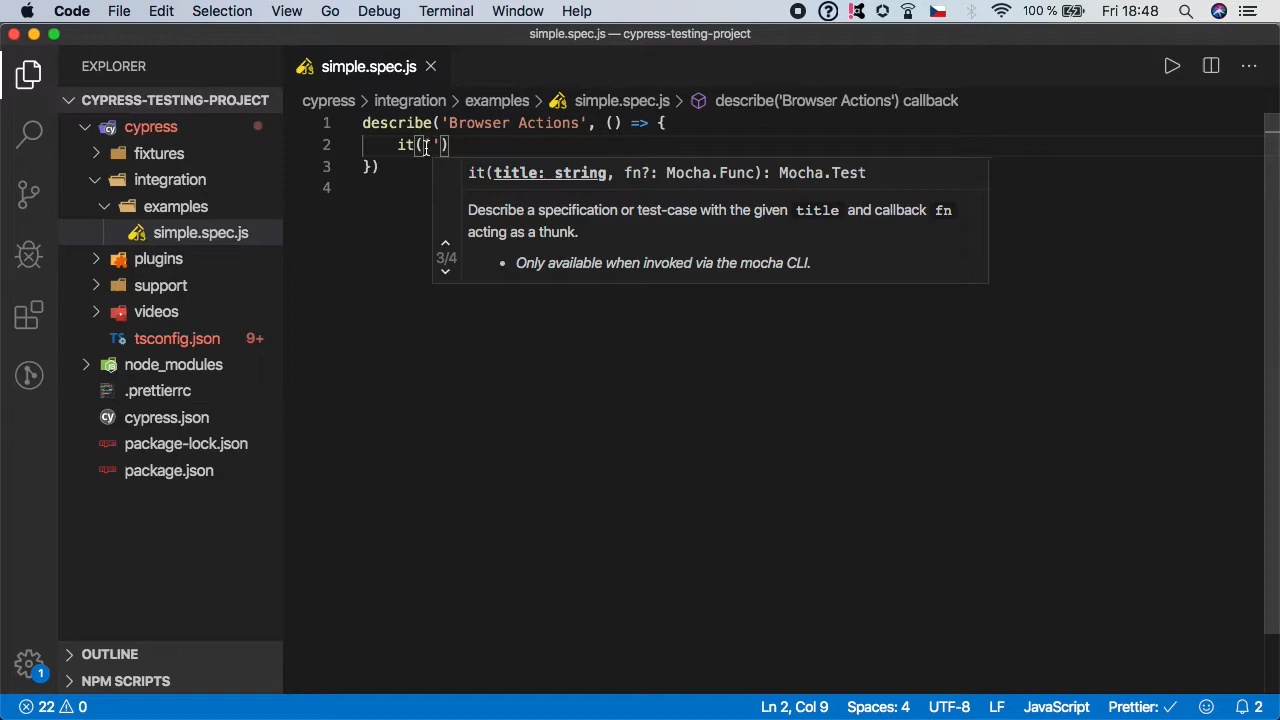 Code File Edit Selection View Go Debug Terminal Window Help 100 % Fri 18:48
simple.spec.js — cypress-testing-project
EXPLORER
simple.spec.js
CYPRESS-TESTING-PROJECT
cypress
fixtures
integration
examples
simple.spec.js
plugins
support
videos
TS tsconfig.json 9+
node_modules
.prettierrc
cy cypress.json
package-lock.json
package.json
OUTLINE
NPM SCRIPTS
1
cypress > integration > examples > simple.spec.js > describe('Browser Actions') callback
1 describe('Browser Actions', () => {
2 it('')
3 })
4
it(title: string, fn?: Mocha.Func): Mocha.Test
Describe a specification or test-case with the given title and callback fn
acting as a thunk.
3/4
• Only available when invoked via the mocha CLI.
22 0 Ln 2, Col 9 Spaces: 4 UTF-8 LF JavaScript Prettier: ✓ 2